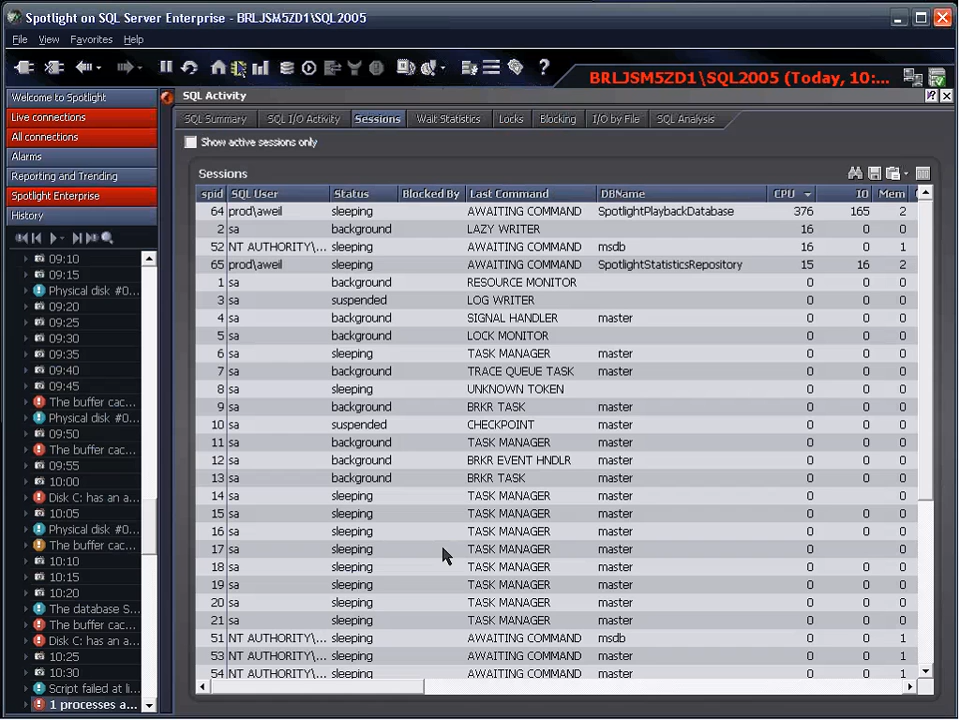 Spotlight on SQL Server Enterprise - BRLJSM5ZD1\SQL2005
File View Favorites Help
BRLJSM5ZD1\SQL2005 (Today, 10:...
Welcome to Spotlight
Live connections
All connections
Alarms
Reporting and Trending
Spotlight Enterprise
History
09:10
09:15
Physical disk #0...
09:20
09:25
09:30
09:35
09:40
09:45
The buffer cac...
Physical disk #0...
09:50
The buffer cac...
09:55
10:00
Disk C: has an a...
10:05
Physical disk #0...
The buffer cac...
10:10
10:15
10:20
The database S...
The buffer cac...
Disk C: has an a...
10:25
10:30
Script failed at li...
1 processes a...
SQL Activity
SQL Summary SQL I/O Activity Sessions Wait Statistics Locks Blocking I/O by File SQL Analysis
Show active sessions only
Sessions
spid SQL User Status Blocked By Last Command DBName CPU IO Mem
64 prod\aweil sleeping AWAITING COMMAND SpotlightPlaybackDatabase 376 165 2
2 sa background LAZY WRITER 16 0 0
52 NT AUTHORITY\... sleeping AWAITING COMMAND msdb 16 0 1
65 prod\aweil sleeping AWAITING COMMAND SpotlightStatisticsRepository 15 16 2
1 sa background RESOURCE MONITOR 0 0 0
3 sa suspended LOG WRITER 0 0 0
4 sa background SIGNAL HANDLER master 0 0 0
5 sa background LOCK MONITOR 0 0 0
6 sa sleeping TASK MANAGER master 0 0 0
7 sa background TRACE QUEUE TASK master 0 0 0
8 sa sleeping UNKNOWN TOKEN 0 0 0
9 sa background BRKR TASK master 0 0 0
10 sa suspended CHECKPOINT master 0 0 0
11 sa background TASK MANAGER master 0 0 0
12 sa background BRKR EVENT HNDLR master 0 0 0
13 sa background BRKR TASK master 0 0 0
14 sa sleeping TASK MANAGER master 0 0 0
15 sa sleeping TASK MANAGER master 0 0 0
16 sa sleeping TASK MANAGER master 0 0 0
17 sa sleeping TASK MANAGER master 0 0 0
18 sa sleeping TASK MANAGER master 0 0 0
19 sa sleeping TASK MANAGER master 0 0 0
20 sa sleeping TASK MANAGER master 0 0 0
21 sa sleeping TASK MANAGER master 0 0 0
51 NT AUTHORITY\... sleeping AWAITING COMMAND msdb 0 0 1
53 NT AUTHORITY\... sleeping AWAITING COMMAND master 0 0 1
54 NT AUTHORITY\... sleeping AWAITING COMMAND master 0 0 1